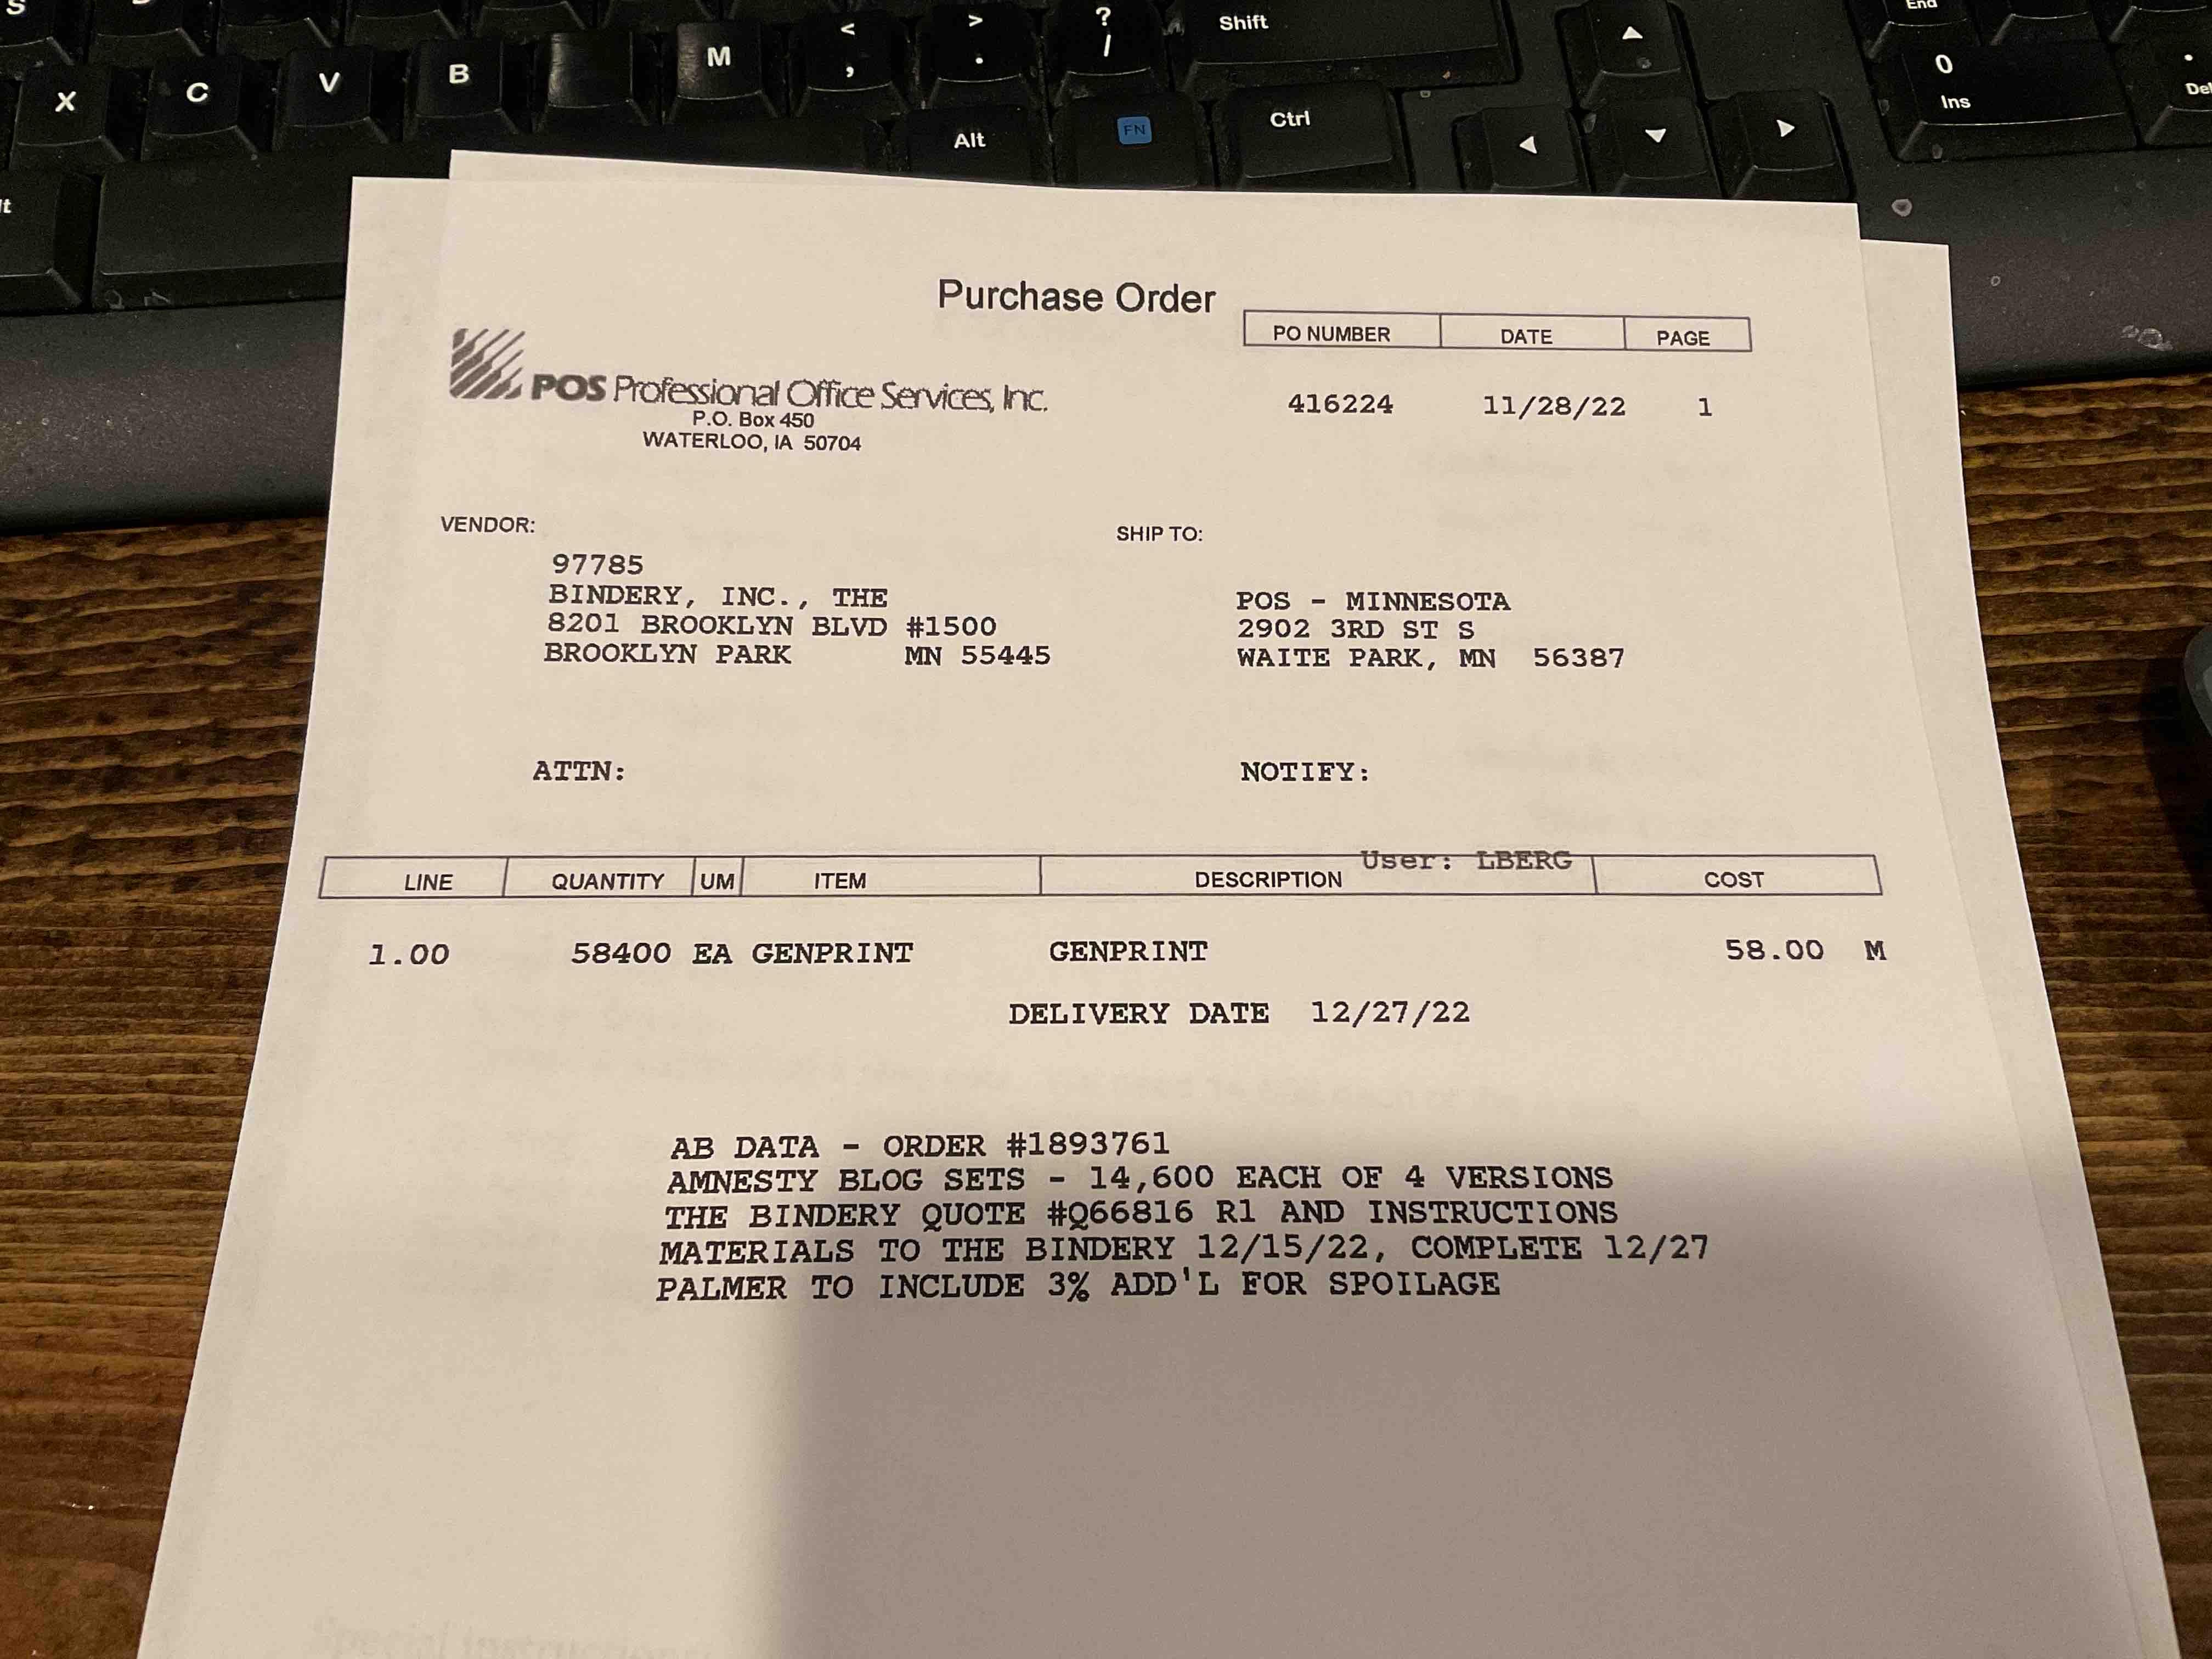 S
X C V B M < , > . ? / Shift
End
0 Ins
Del
Alt FN Ctrl
Purchase Order
PO NUMBER DATE PAGE
416224 11/28/22 1
POS Professional Office Services, Inc.
P.O. Box 450
WATERLOO, IA 50704
VENDOR:
97785
BINDERY, INC., THE
8201 BROOKLYN BLVD #1500
BROOKLYN PARK MN 55445
SHIP TO:
POS - MINNESOTA
2902 3RD ST S
WAITE PARK, MN 56387
ATTN: NOTIFY:
User: LBERG
LINE QUANTITY UM ITEM DESCRIPTION COST
1.00 58400 EA GENPRINT GENPRINT 58.00 M
DELIVERY DATE 12/27/22
AB DATA - ORDER #1893761
AMNESTY BLOG SETS - 14,600 EACH OF 4 VERSIONS
THE BINDERY QUOTE #Q66816 R1 AND INSTRUCTIONS
MATERIALS TO THE BINDERY 12/15/22, COMPLETE 12/27
PALMER TO INCLUDE 3% ADD'L FOR SPOILAGE